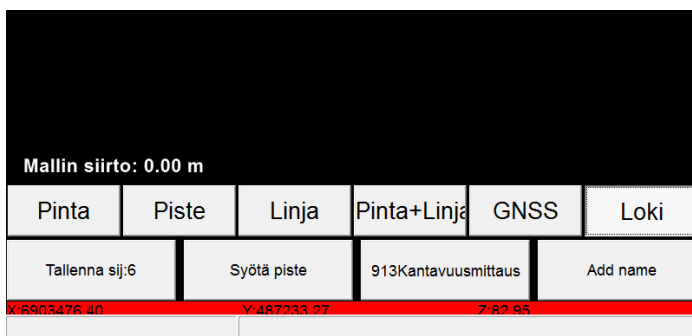 Mallin siirto: 0.00 m
Pinta Piste Linja Pinta+Linja GNSS Loki
Tallenna sij:6 Syötä piste 913Kantavuusmittaus Add name
X:6903476.40 Y:487233.27 Z:82.95